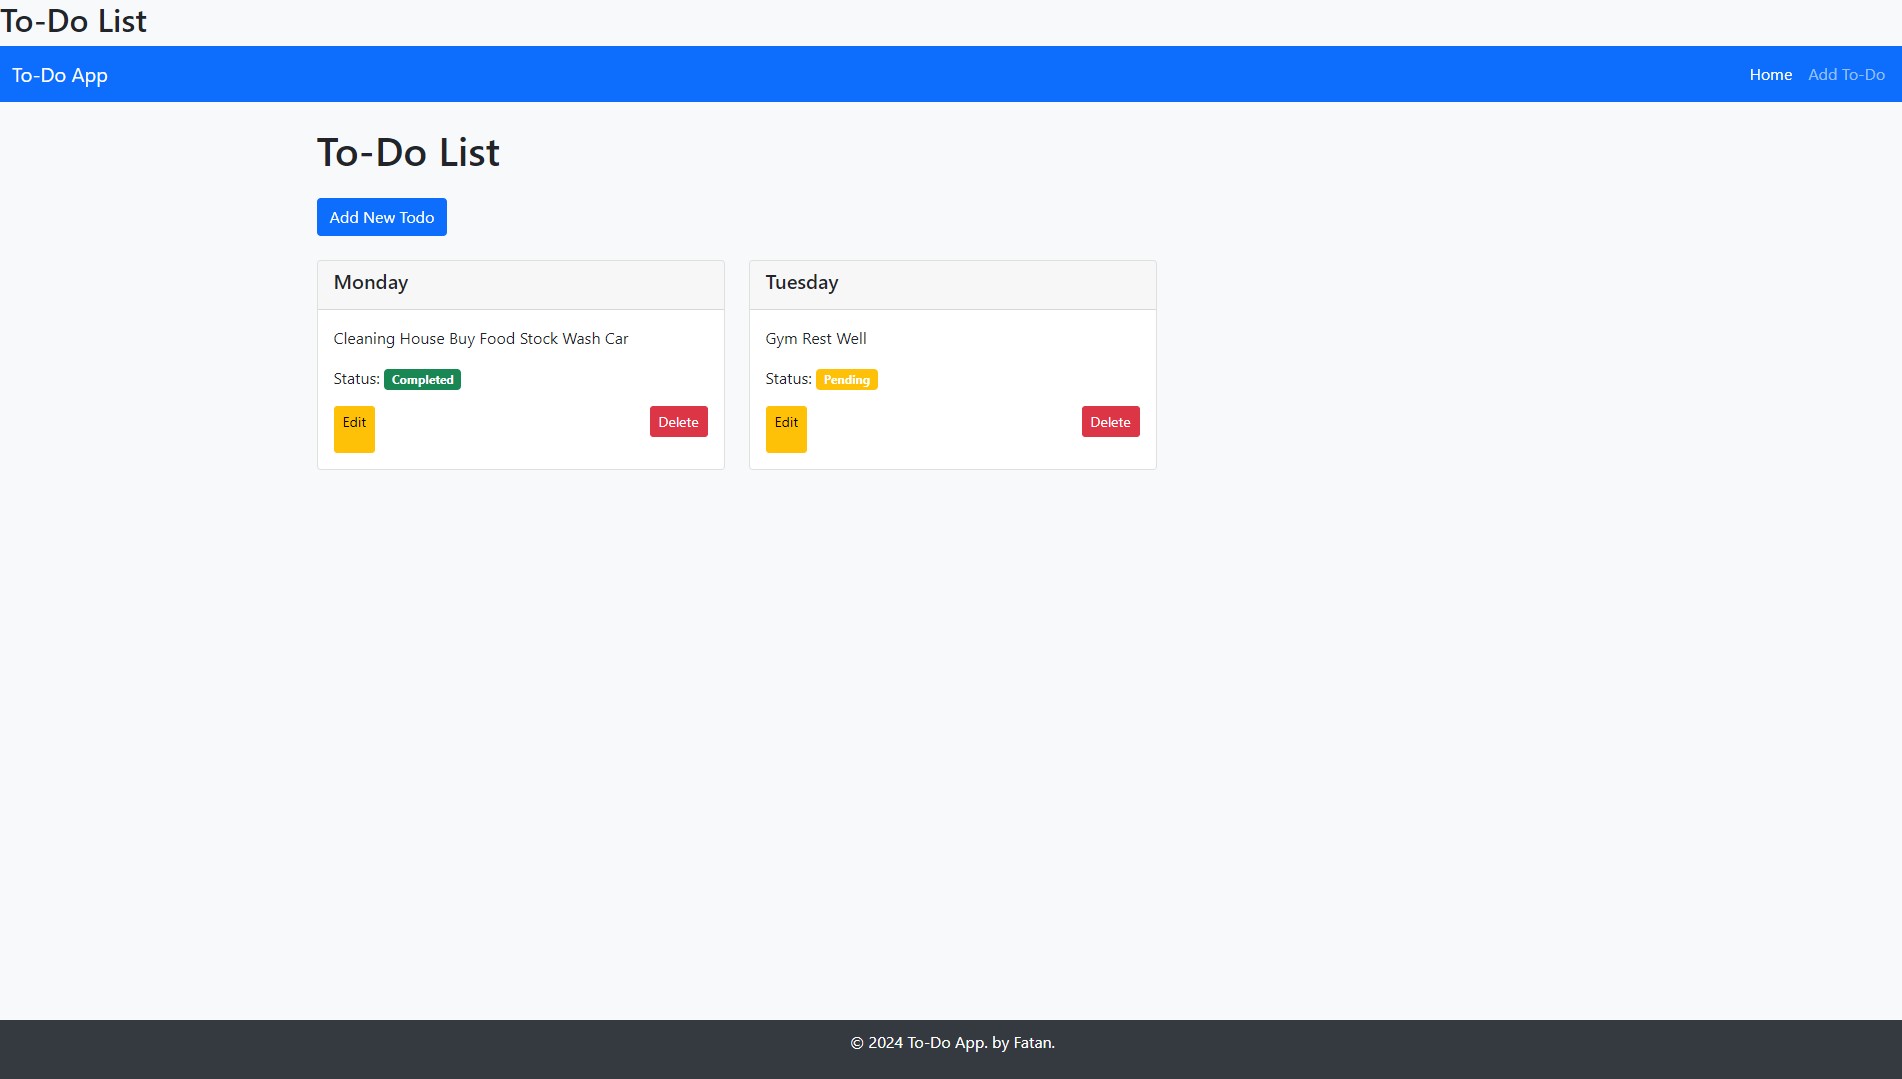 To-Do List
To-Do App
Home Add To-Do
To-Do List
Add New Todo
Monday
Cleaning House Buy Food Stock Wash Car
Status: Completed
Edit Delete
Tuesday
Gym Rest Well
Status: Pending
Edit Delete
© 2024 To-Do App. by Fatan.